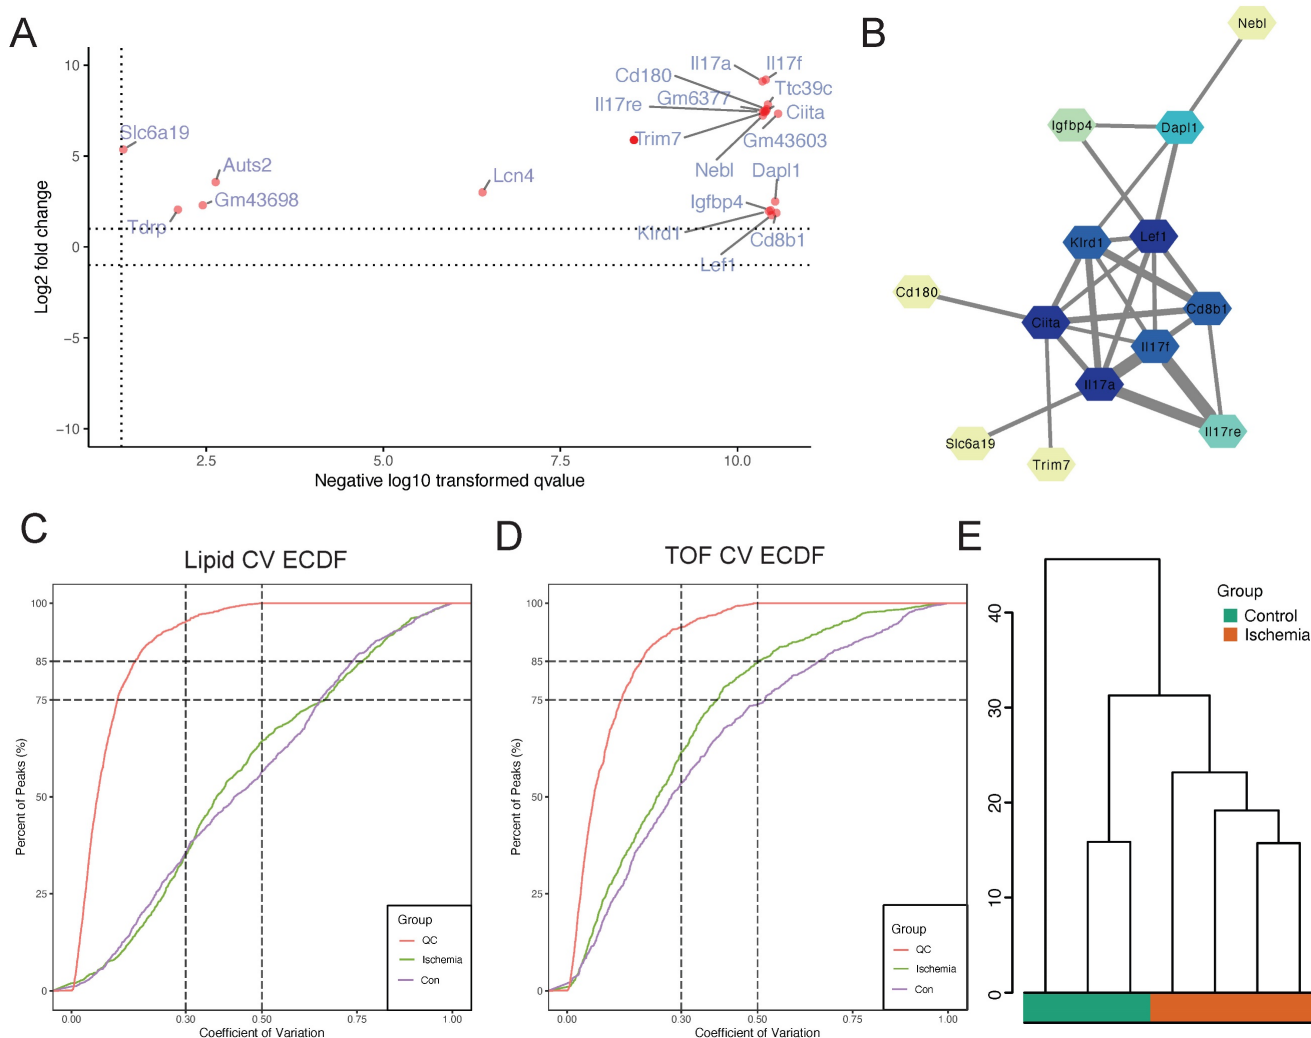 A
Log2 fold change
10
5
0
−5
−10
2.5
5.0
7.5
10.0
Negative log10 transformed qvalue
Slc6a19
Auts2
Gm43698
Tdrp
Lcn4
Il17a
Il17f
Cd180
Ttc39c
Il17re
Gm6377
Ciita
Trim7
Gm43603
Nebl
Dapl1
Igfbp4
Klrd1
Cd8b1
Lef1
B
Nebl
Igfbp4
Dapl1
Klrd1
Lef1
Cd180
Ciita
Cd8b1
Il17f
Il17a
Il17re
Slc6a19
Trim7
C
Lipid CV ECDF
Percent of Peaks (%)
100
85
75
50
25
0
0.00
0.30
0.50
0.75
1.00
Coefficient of Variation
Group
QC
Ischemia
Con
D
TOF CV ECDF
Percent of Peaks (%)
100
85
75
50
25
0
0.00
0.30
0.50
0.75
1.00
Coefficient of Variation
Group
QC
Ischemia
Con
E
40
30
20
10
0
Group
Control
Ischemia